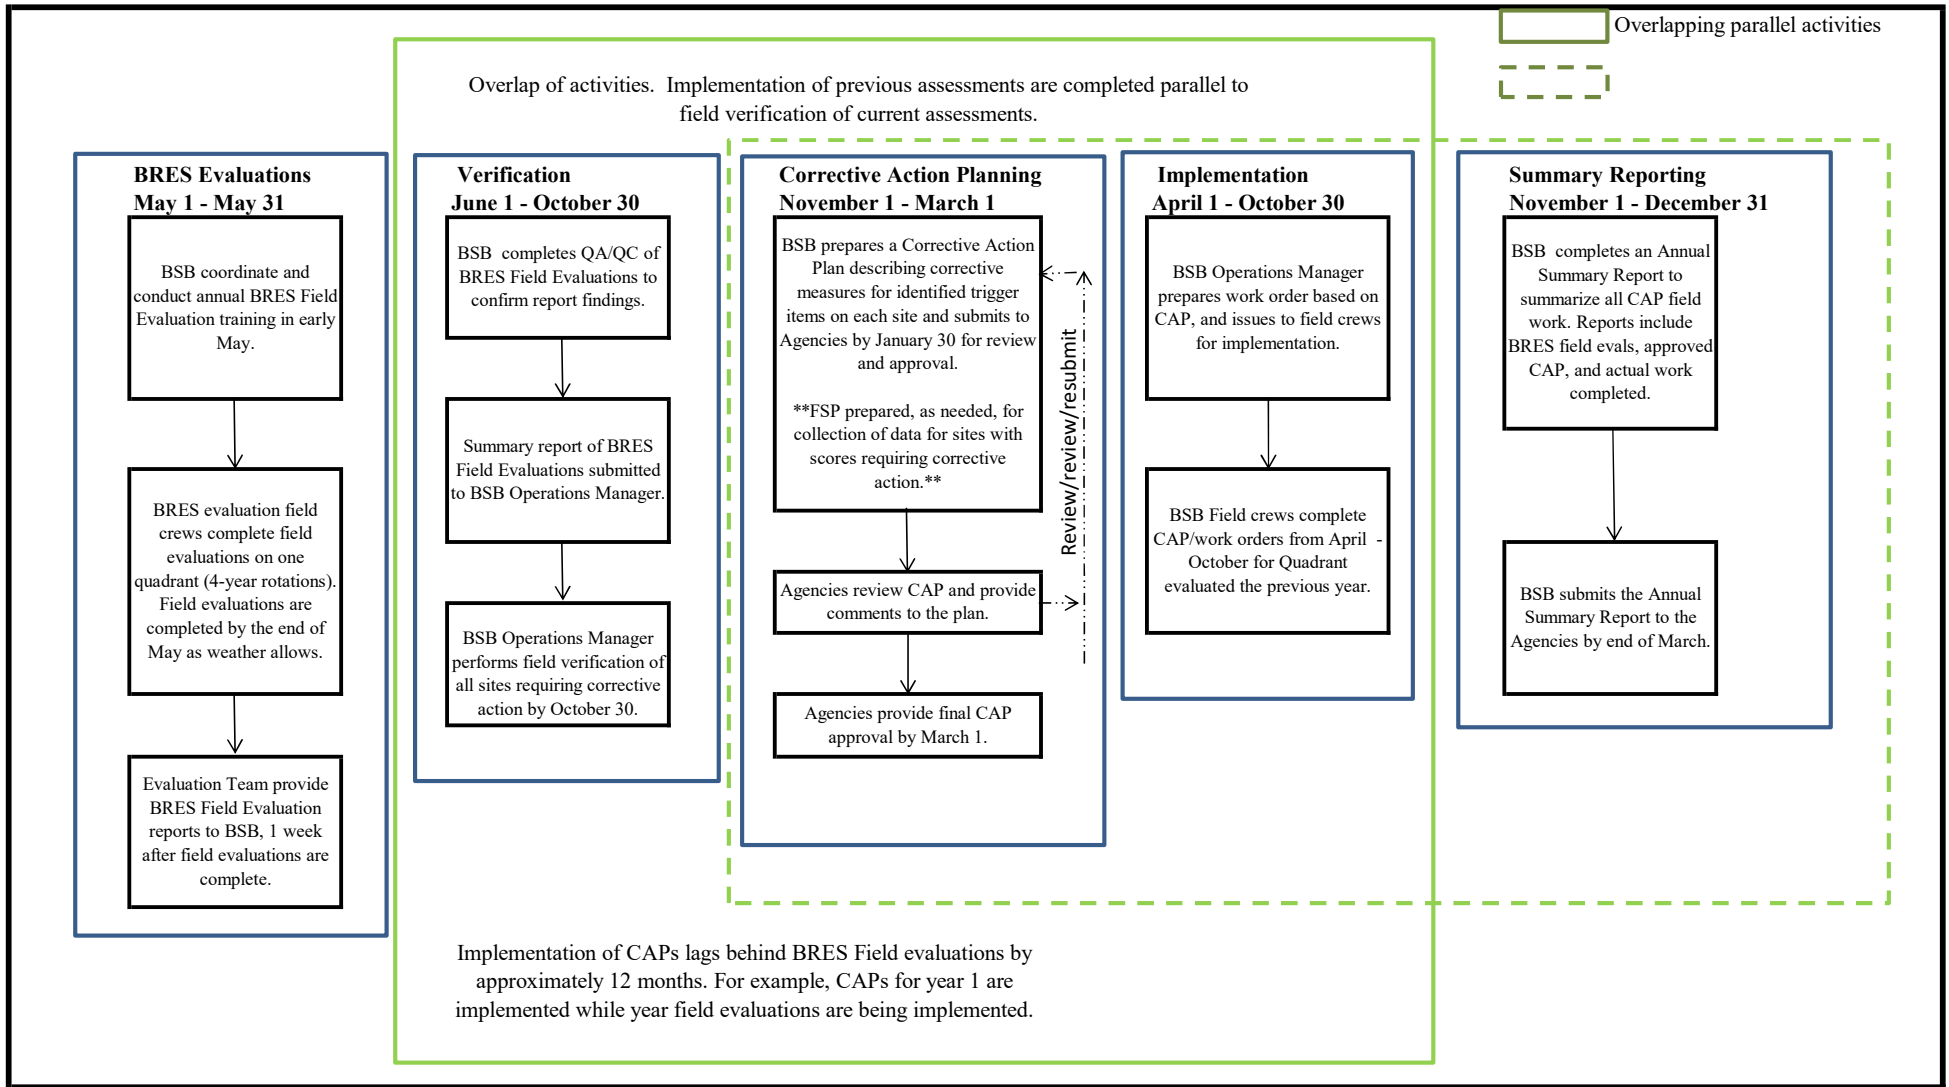 Overlapping parallel activities
Overlap of activities.  Implementation of previous assessments are completed parallel to
field verification of current assessments.
BRES Evaluations
May 1 - May 31
BSB coordinate and
conduct annual BRES Field
Evaluation training in early
May.
BRES evaluation field
crews complete field
evaluations on one
quadrant (4-year rotations).
Field evaluations are
completed by the end of
May as weather allows.
Evaluation Team provide
BRES Field Evaluation
reports to BSB, 1 week
after field evaluations are
complete.
Verification
June 1 - October 30
BSB  completes QA/QC of
BRES Field Evaluations to
confirm report findings.
Summary report of BRES
Field Evaluations submitted
to BSB Operations Manager.
BSB Operations Manager
performs field verification of
all sites requiring corrective
action by October 30.
Corrective Action Planning
November 1 - March 1
BSB prepares a Corrective Action
Plan describing corrective
measures for identified trigger
items on each site and submits to
Agencies by January 30 for review
and approval.
**FSP prepared, as needed, for
collection of data for sites with
scores requiring corrective
action.**
Agencies review CAP and provide
comments to the plan.
Agencies provide final CAP
approval by March 1.
Review/review/resubmit
Implementation
April 1 - October 30
BSB Operations Manager
prepares work order based on
CAP, and issues to field crews
for implementation.
BSB Field crews complete
CAP/work orders from April  -
October for Quadrant
evaluated the previous year.
Summary Reporting
November 1 - December 31
BSB  completes an Annual
Summary Report to
summarize all CAP field
work. Reports include
BRES field evals, approved
CAP, and actual work
completed.
BSB submits the Annual
Summary Report to the
Agencies by end of March.
Implementation of CAPs lags behind BRES Field evaluations by
approximately 12 months. For example, CAPs for year 1 are
implemented while year field evaluations are being implemented.